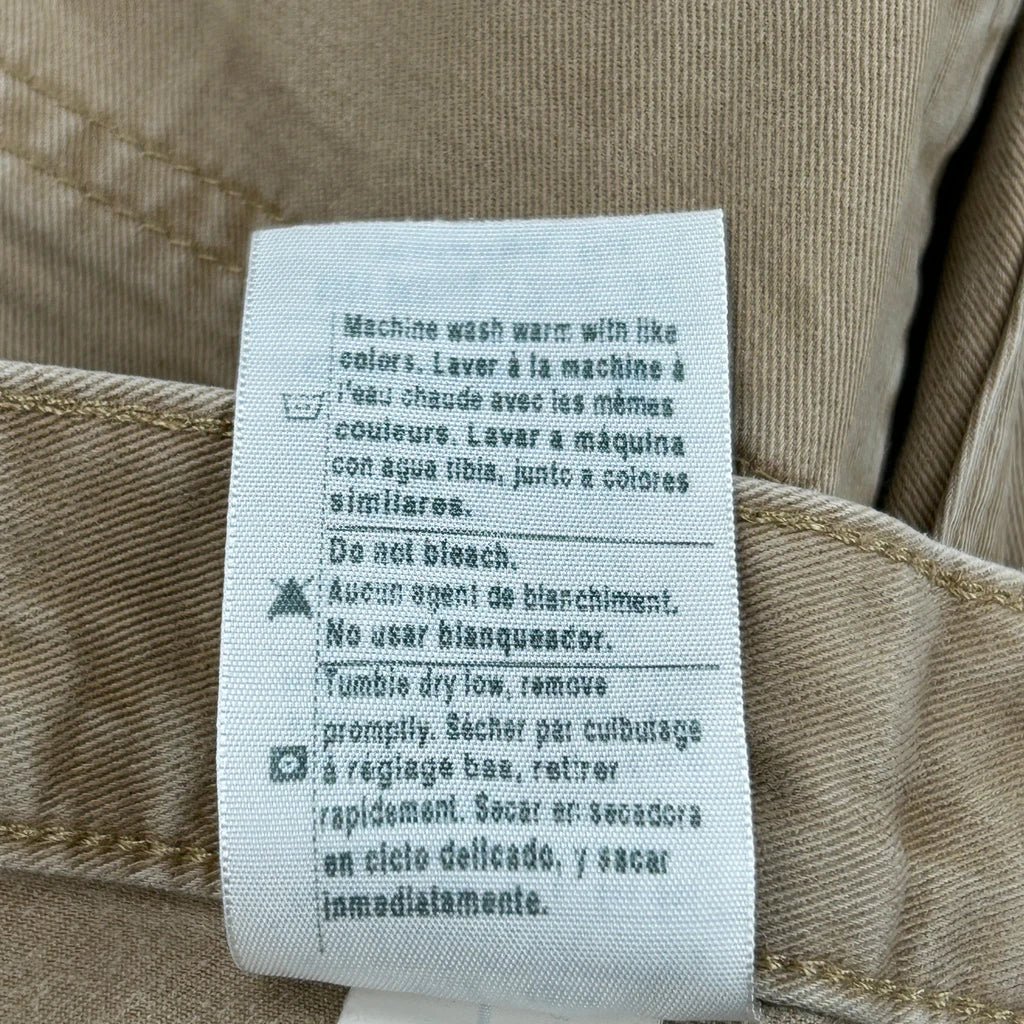 Machine wash warm with like
colors. Laver à la machine à
l'eau chaude avec les mêmes
couleurs. Lavar a máquina
con agua tibia, junto a colores
similares.
Do not bleach.
Aucun agent de blanchiment.
No usar blanqueador.
Tumble dry low, remove
promptly. Sécher par culbutage
à réglage bas, retirer
rapidement. Secar en secadora
en ciclo delicado, y sacar
inmediatamente.